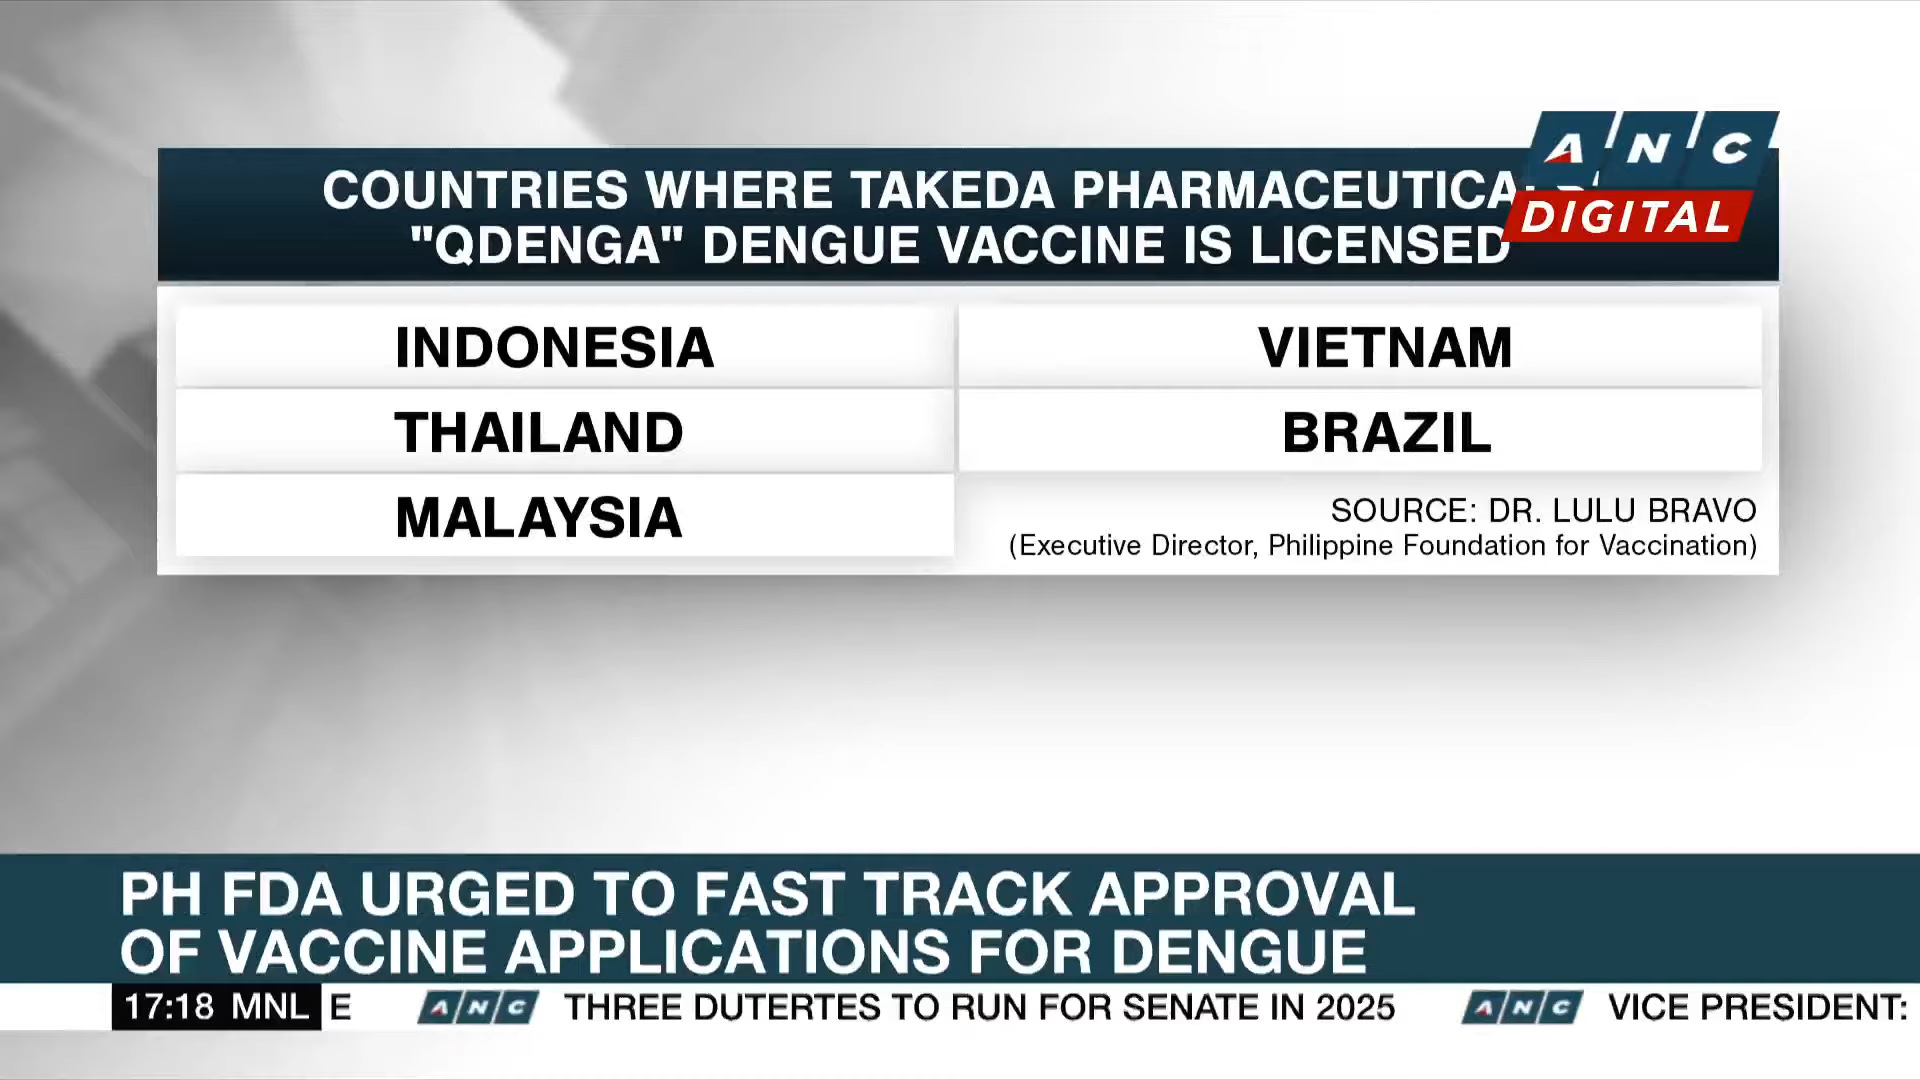 A N C
DIGITAL
COUNTRIES WHERE TAKEDA
"QDENGA" DENGUE VACCINE IS LICENSED
INDONESIA
VIETNAM
THAILAND
BRAZIL
MALAYSIA
SOURCE: DR. LULU BRAVO
(Executive Director, Philippine Foundation for Vaccination)
PH FDA URGED TO FAST TRACK APPROVAL
OF VACCINE APPLICATIONS FOR DENGUE
17:18 MNL E ANC THREE DUTERTES TO RUN FOR SENATE IN 2025 ANC VICE PRESIDENT: